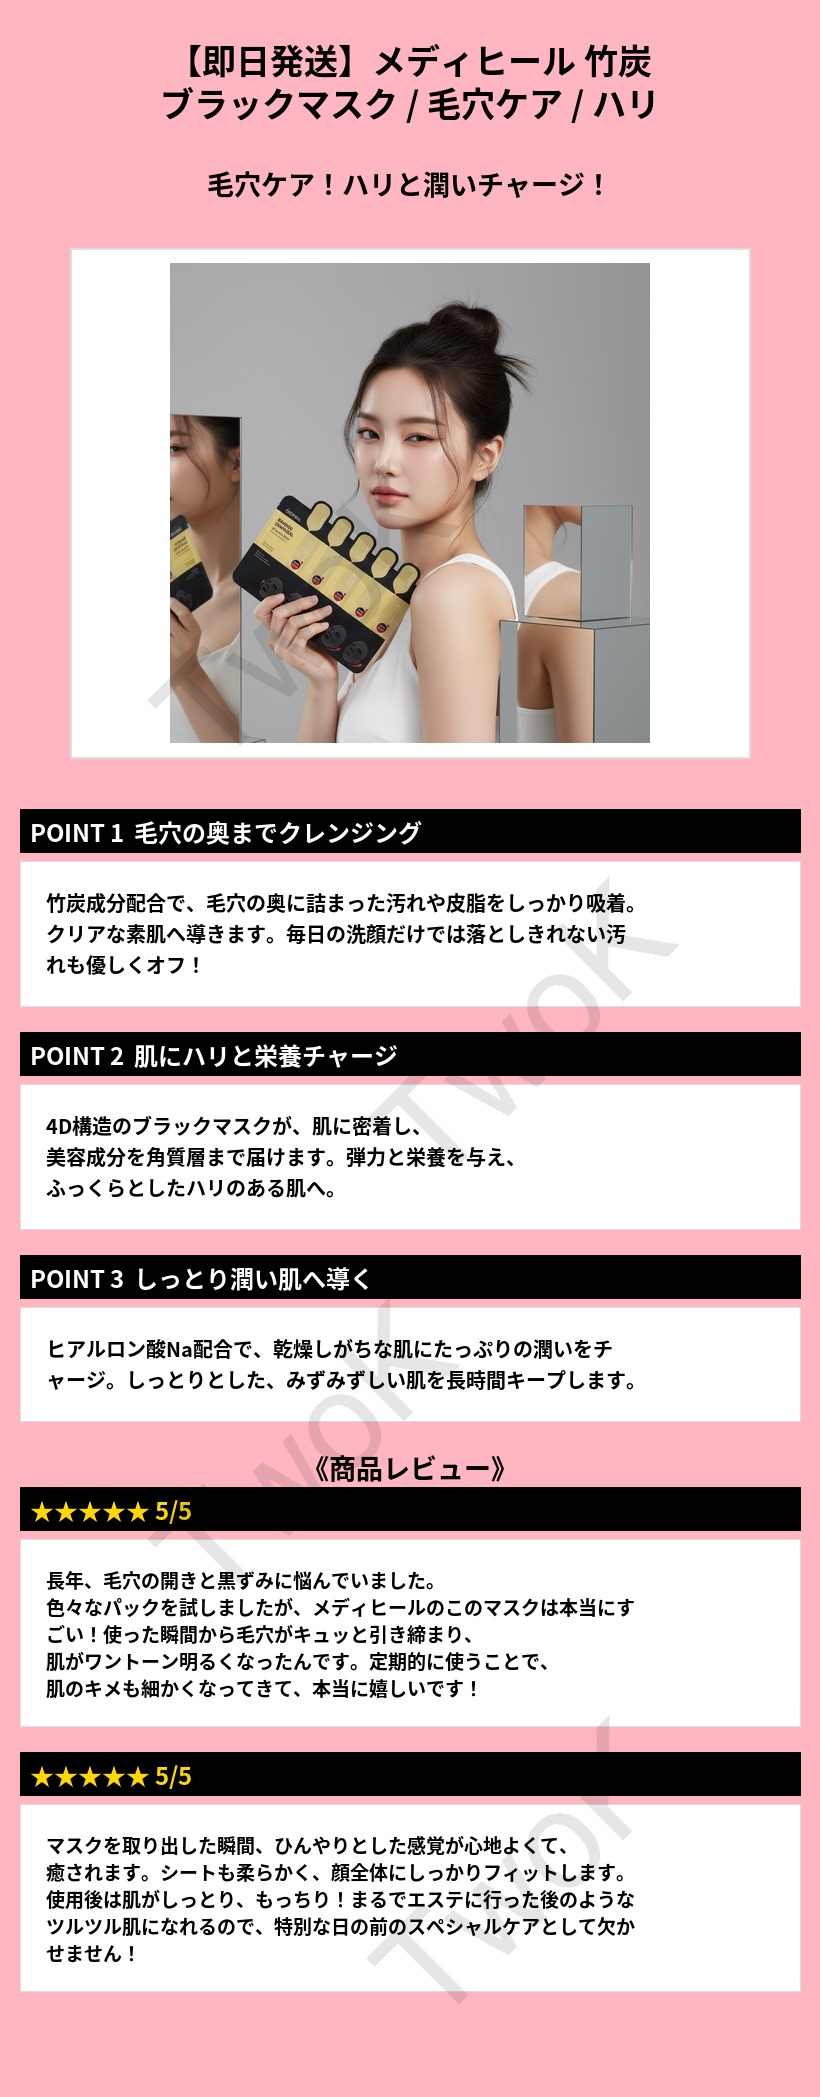 【即日発送】メディヒール 竹炭
ブラックマスク / 毛穴ケア / ハリ
毛穴ケア！ハリと潤いチャージ！
TwoK
POINT 1 毛穴の奥までクレンジング
竹炭成分配合で、毛穴の奥に詰まった汚れや皮脂をしっかり吸着。
クリアな素肌へ導きます。毎日の洗顔だけでは落としきれない汚
れも優しくオフ！
TwoK
POINT 2 肌にハリと栄養チャージ
4D構造のブラックマスクが、肌に密着し、
美容成分を角質層まで届けます。弾力と栄養を与え、
ふっくらとしたハリのある肌へ。
POINT 3 しっとり潤い肌へ導く
ヒアルロン酸Na配合で、乾燥しがちな肌にたっぷりの潤いをチ
ャージ。しっとりとした、みずみずしい肌を長時間キープします。
TwoK
《商品レビュー》
★★★★★ 5/5
長年、毛穴の開きと黒ずみに悩んでいました。
色々なパックを試しましたが、メディヒールのこのマスクは本当にす
ごい！使った瞬間から毛穴がキュッと引き締まり、
肌がワントーン明るくなったんです。定期的に使うことで、
肌のキメも細かくなってきて、本当に嬉しいです！
★★★★★ 5/5
マスクを取り出した瞬間、ひんやりとした感覚が心地よくて、
癒されます。シートも柔らかく、顔全体にしっかりフィットします。
使用後は肌がしっとり、もっちり！まるでエステに行った後のような
ツルツル肌になれるので、特別な日の前のスペシャルケアとして欠か
せません！
TwoK